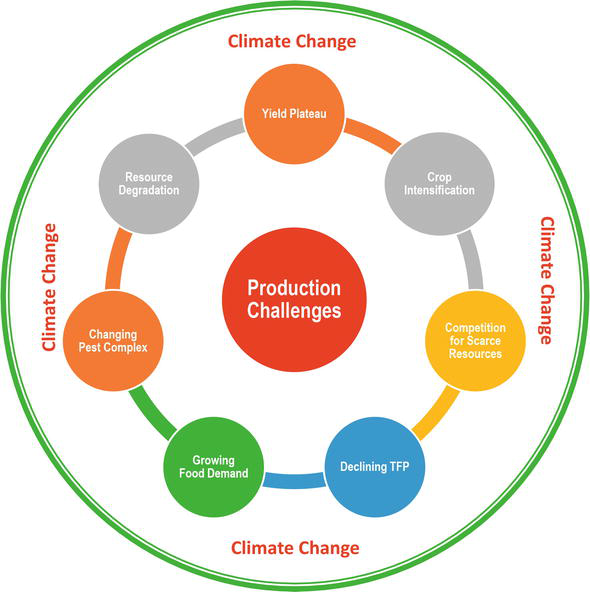 Climate Change
Yield Plateau
Resource
Degradation
Crop
Intensification
Climate Change
Production
Challenges
Climate Change
Changing
Pest Complex
Competition
for Scarce
Resources
Growing
Food Demand
Declining TFP
Climate Change